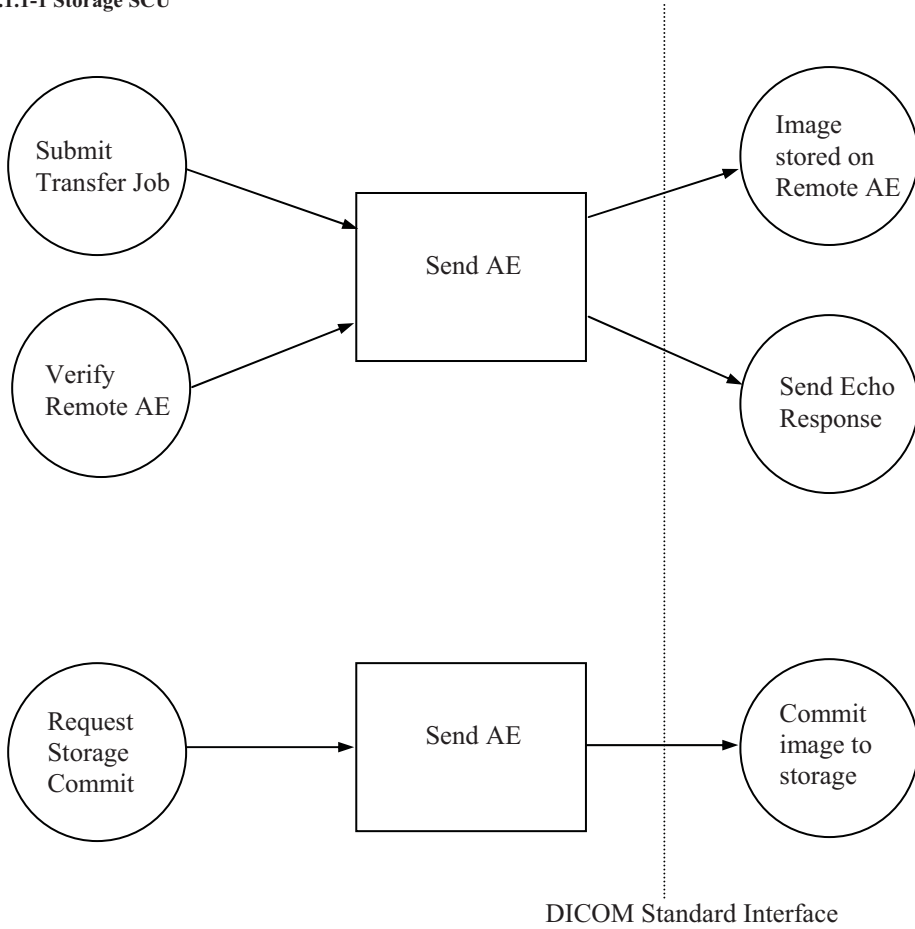 .1.1-1 Storage SCU
Submit
Transfer Job
Send AE
Image
stored on
Remote AE
Verify
Remote AE
Send Echo
Response
Request
Storage
Commit
Send AE
Commit
image to
storage
DICOM Standard Interface